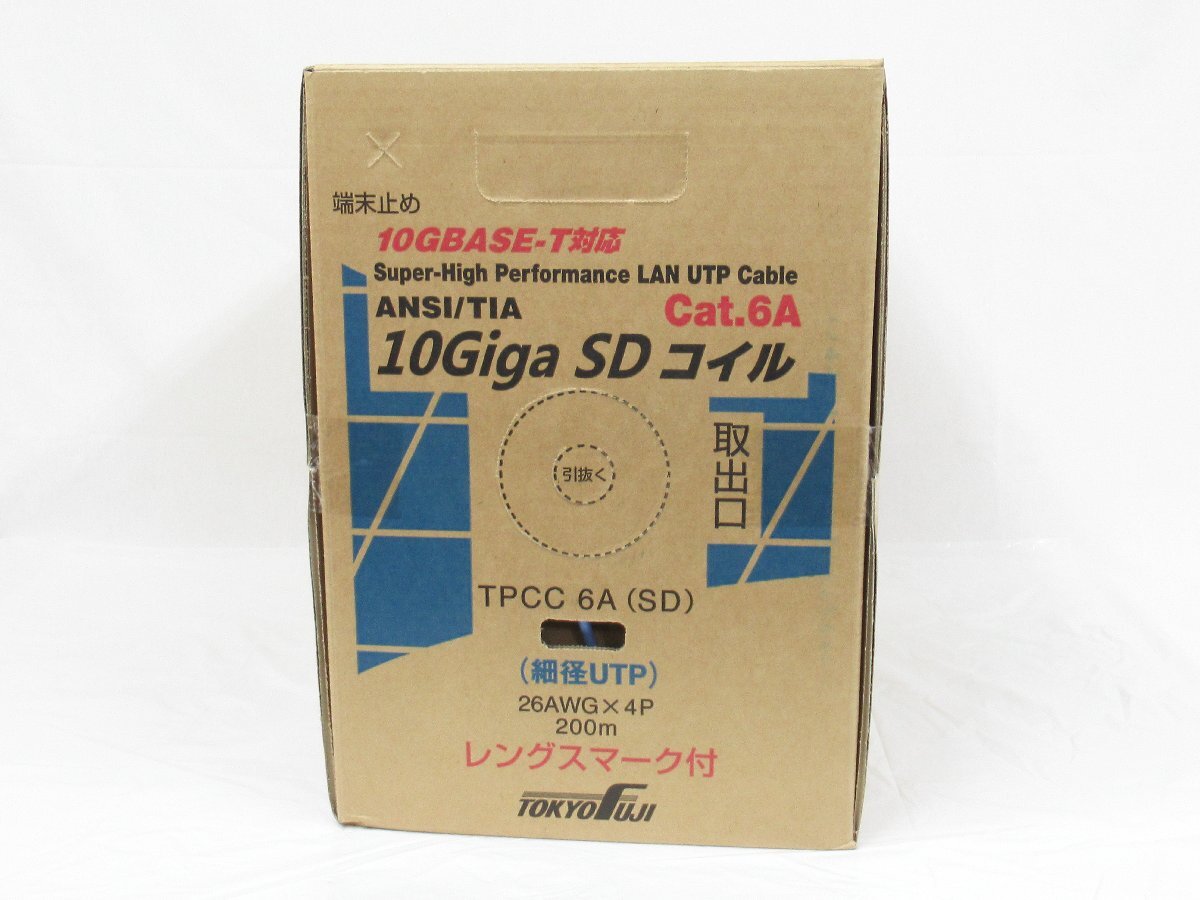 端末止め
10GBASE-T対応
Super-High Performance LAN UTP Cable
ANSI/TIA Cat.6A
10Giga SD コイル
取出口
引抜く
TPCC 6A (SD)
(細径UTP)
26AWG×4P
200m
レングスマーク付
TOKYO FUJI